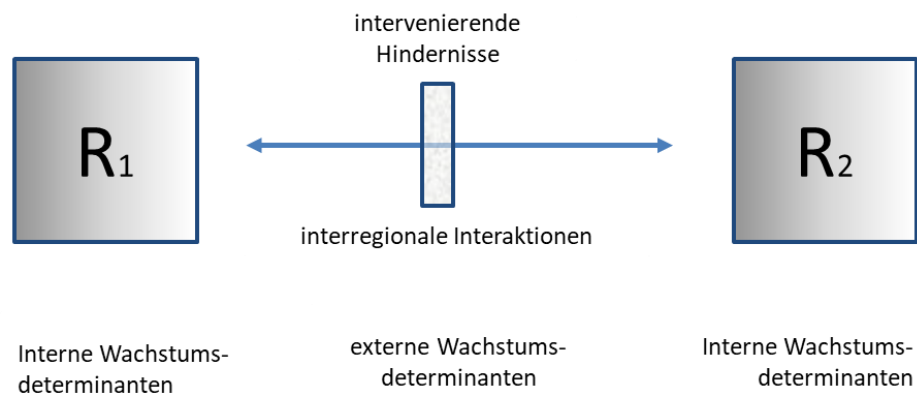 intervenierende
Hindernisse
R1
R2
interregionale Interaktionen
Interne Wachstums-
determinanten
externe Wachstums-
determinanten
Interne Wachstums-
determinanten